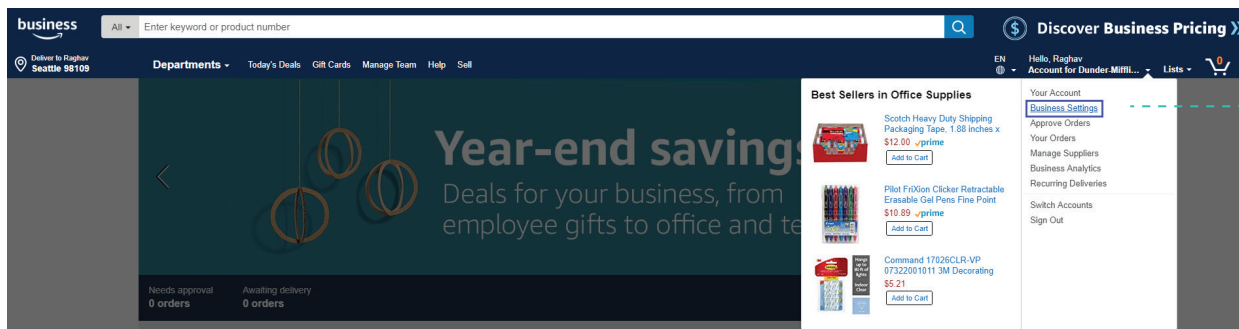 business
All
Enter keyword or product number
$
Discover Business Pricing
Deliver to Raghav
Seattle 98109
Departments
Today's Deals
Gift Cards
Manage Team
Help
Sell
EN
Hello, Raghav
Account for Dunder-Miffli...
Lists
0
Year-end savings
Deals for your business, from
employee gifts to office and te
Needs approval
0 orders
Awaiting delivery
0 orders
Best Sellers in Office Supplies
Scotch Heavy Duty Shipping
Packaging Tape, 1.88 inches x
$12.00 prime
Add to Cart
Pilot FriXion Clicker Retractable
Erasable Gel Pens Fine Point
$10.89 prime
Add to Cart
Hangs
up to
lights
Indoor
Clear
Command 17026CLR-VP
07322001011 3M Decorating
$5.21
Add to Cart
Your Account
Business Settings
Approve Orders
Your Orders
Manage Suppliers
Business Analytics
Recurring Deliveries
Switch Accounts
Sign Out